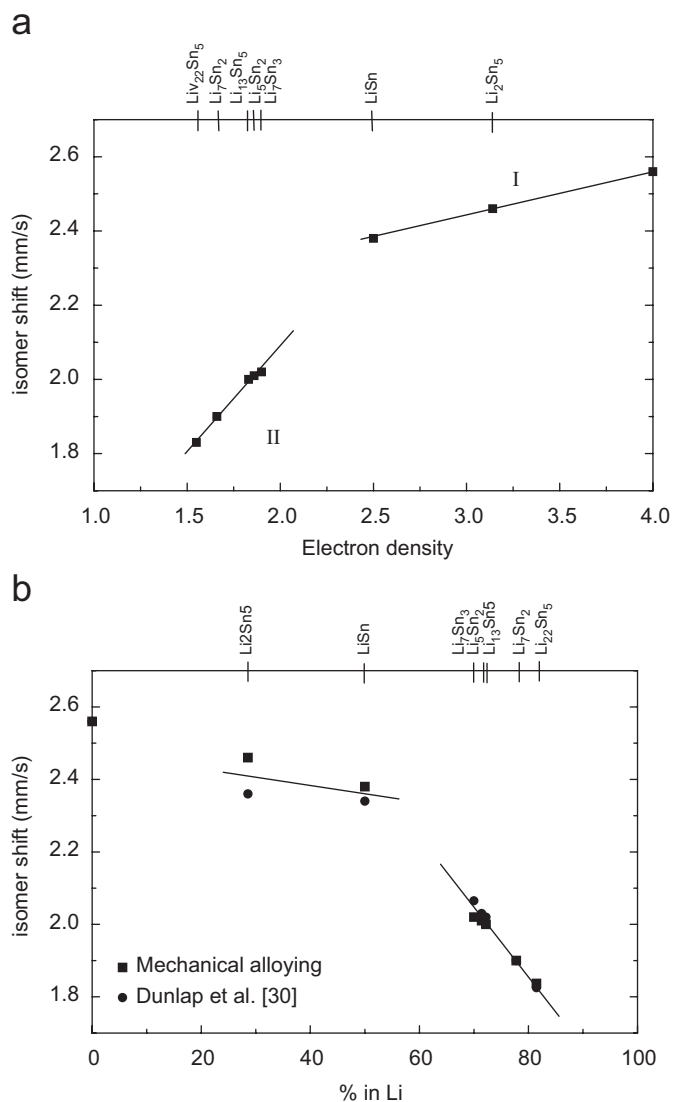 a
Liv₂₂Sn₅
Li₇Sn₂
Li₁₃Sn₅
Li₅Sn₂
Li₇Sn₃
LiSn
Li₂Sn₅
2.6
2.4
2.2
2.0
1.8
isomer shift (mm/s)
I
II
1.0 1.5 2.0 2.5 3.0 3.5 4.0
Electron density
b
Li2Sn5
LiSn
Li₇Sn₃
Li₅Sn₂
Li₁₃Sn5
Li₇Sn₂
Li₂₂Sn₅
2.6
2.4
2.2
2.0
1.8
isomer shift (mm/s)
Mechanical alloying
Dunlap et al. [30]
0 20 40 60 80 100
% in Li